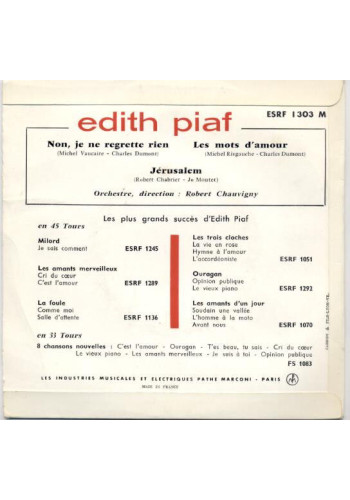 ESRF 1303 M
edith piaf
Non, je ne regrette rien
(Michel Vaucaire - Charles Dumont)
Les mots d'amour
(Michel Rivgauche - Charles Dumont)
Jérusalem
(Robert Chabrier - Jo Moutet)
Orchestre, direction : Robert Chauvigny
Les plus grands succès d'Edith Piaf
en 45 Tours
Milord
Je sais comment ESRF 1245
Les amants merveilleux
Cri du cœur
C'est l'amour ESRF 1289
La foule
Comme moi
Salle d'attente ESRF 1136
Les trois cloches
La vie en rose
Hymne à l'amour
L'accordéoniste ESRF 1051
Ouragan
Opinion publique
Le vieux piano ESRF 1292
Les amants d'un jour
Soudain une vallée
L'homme à la moto
Avant nous ESRF 1070
en 33 Tours
8 chansons nouvelles : C'est l'amour - Ouragan - T'es beau, tu sais - Cri du cœur
Le vieux piano - Les amants merveilleux - Je suis à toi - Opinion publique
FS 1083
LES INDUSTRIES MUSICALES ET ELECTRIQUES PATHE MARCONI - PARIS
MADE IN FRANCE